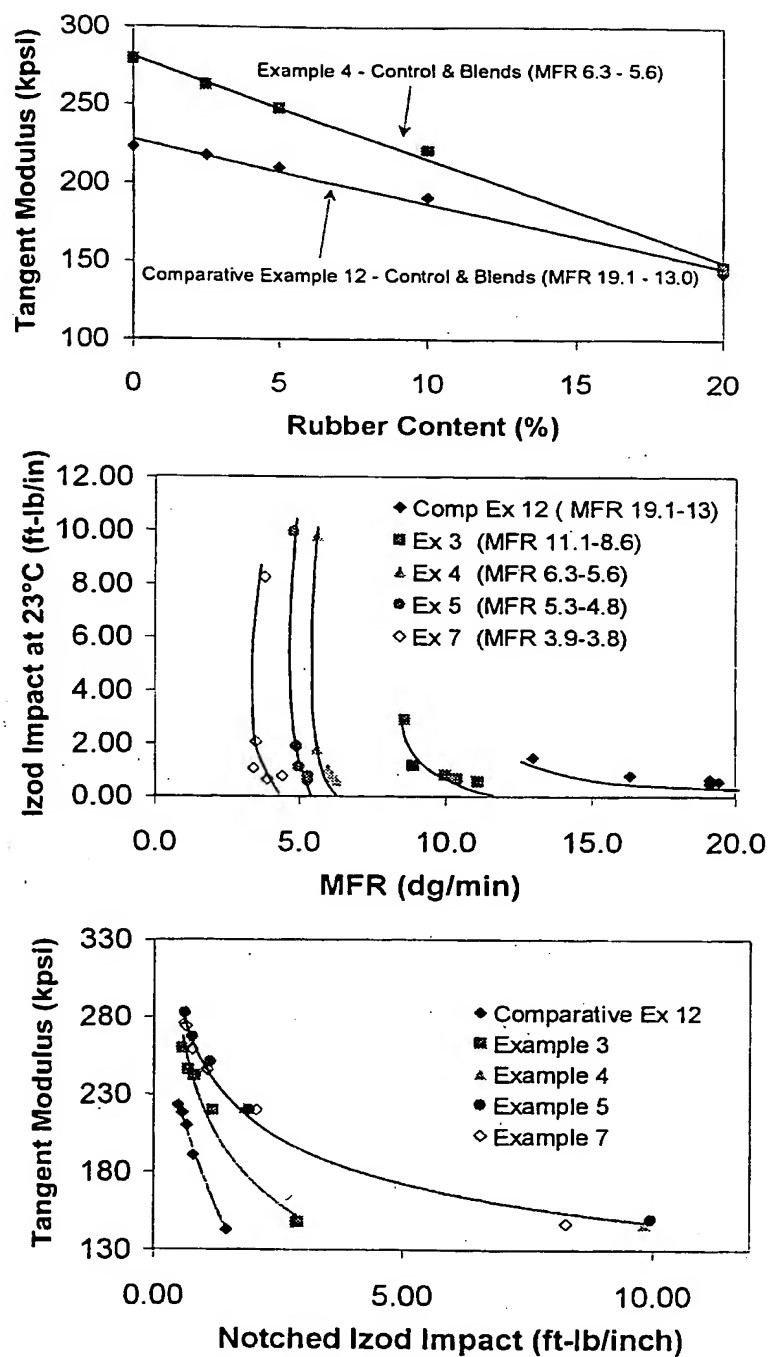 Tangent Modulus (kpsi)
300
250
200
150
100
Example 4 - Control & Blends (MFR 6.3 - 5.6)
Comparative Example 12 - Control & Blends (MFR 19.1 - 13.0)
0
5
10
15
20
Rubber Content (%)
Izod Impact at 23°C (ft-lb/in)
12.00
10.00
8.00
6.00
4.00
2.00
0.00
Comp Ex 12 ( MFR 19.1-13)
Ex 3 (MFR 11.1-8.6)
Ex 4 (MFR 6.3-5.6)
Ex 5 (MFR 5.3-4.8)
Ex 7 (MFR 3.9-3.8)
0.0
5.0
10.0
15.0
20.0
MFR (dg/min)
Tangent Modulus (kpsi)
330
280
230
180
130
Comparative Ex 12
Example 3
Example 4
Example 5
Example 7
0.00
5.00
10.00
Notched Izod Impact (ft-lb/inch)